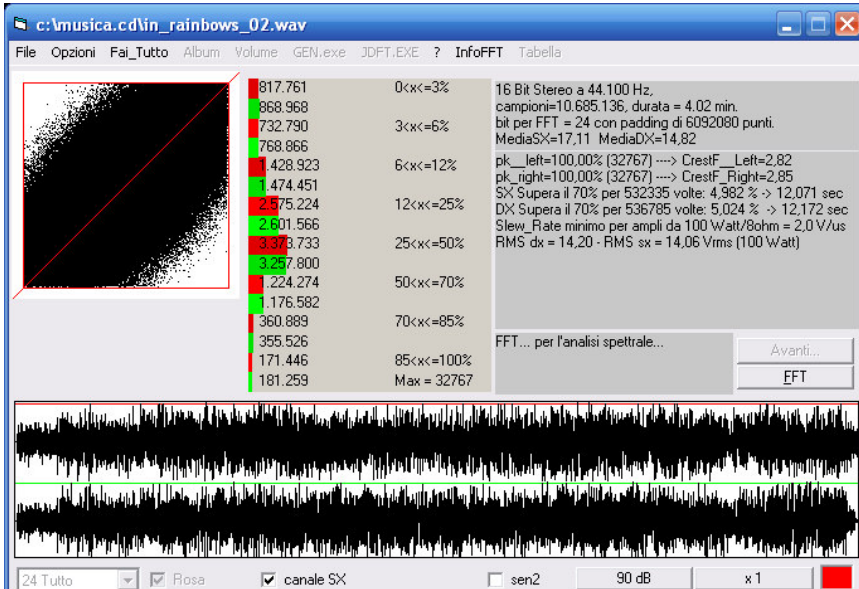 c:\musica.cd\in_rainbows_02.wav
File Opzioni Fai_Tutto Album Volume GEN.exe JDFT.EXE ? InfoFFT Tabella
817.761 0<x<=3%
868.968
732.790 3<x<=6%
768.866
1.428.923 6<x<=12%
1.474.451
2.575.224 12<x<=25%
2.601.566
3.373.733 25<x<=50%
3.257.800
1.224.274 50<x<=70%
1.176.582
360.889 70<x<=85%
355.526
171.446 85<x<=100%
181.259 Max = 32767
16 Bit Stereo a 44.100 Hz,
campioni=10.685.136, durata = 4.02 min.
bit per FFT = 24 con padding di 6092080 punti.
MediaSX=17,11 MediaDX=14,82
pk__left=100,00% (32767) ----> CrestF__Left=2,82
pk_right=100,00% (32767) ----> CrestF_Right=2,85
SX Supera il 70% per 532335 volte: 4,982 % -> 12,071 sec
DX Supera il 70% per 536785 volte: 5,024 % -> 12,172 sec
Slew_Rate minimo per ampli da 100 Watt/8ohm = 2,0 V/us
RMS dx = 14,20 - RMS sx = 14,06 Vrms (100 Watt)
FFT... per l'analisi spettrale...
Avanti...
FFT
24 Tutto Rosa canale SX sen2 90 dB x 1